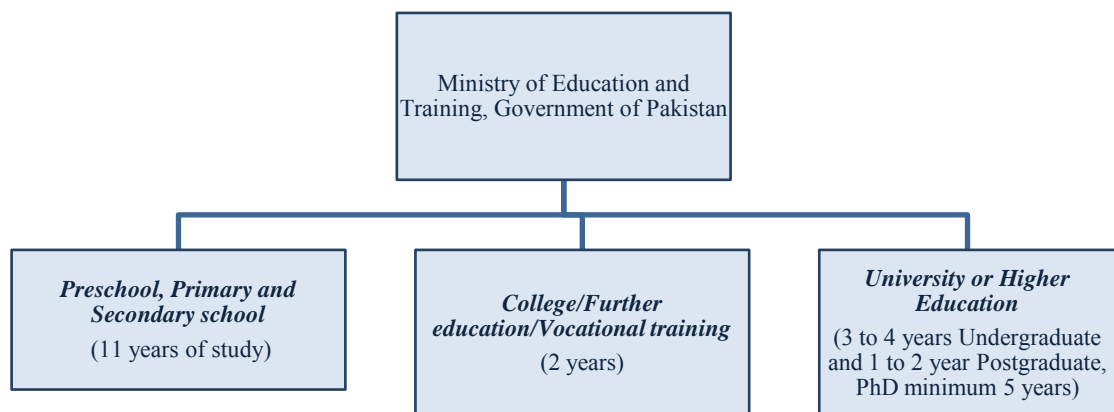 Ministry of Education and
Training, Government of Pakistan
Preschool, Primary and
Secondary school
(11 years of study)
College/Further
education/Vocational training
(2 years)
University or Higher
Education
(3 to 4 years Undergraduate
and 1 to 2 year Postgraduate,
PhD minimum 5 years)